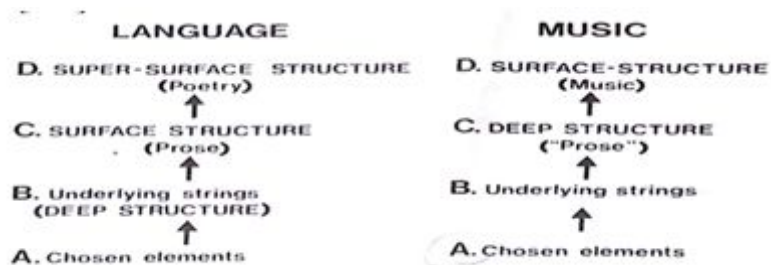 LANGUAGE
D. SUPER-SURFACE STRUCTURE
(Poetry)
C. SURFACE STRUCTURE
(Prose)
B. Underlying strings
(DEEP STRUCTURE)
A. Chosen elements
MUSIC
D. SURFACE-STRUCTURE
(Music)
C. DEEP STRUCTURE
("Prose")
B. Underlying strings
A. Chosen elements